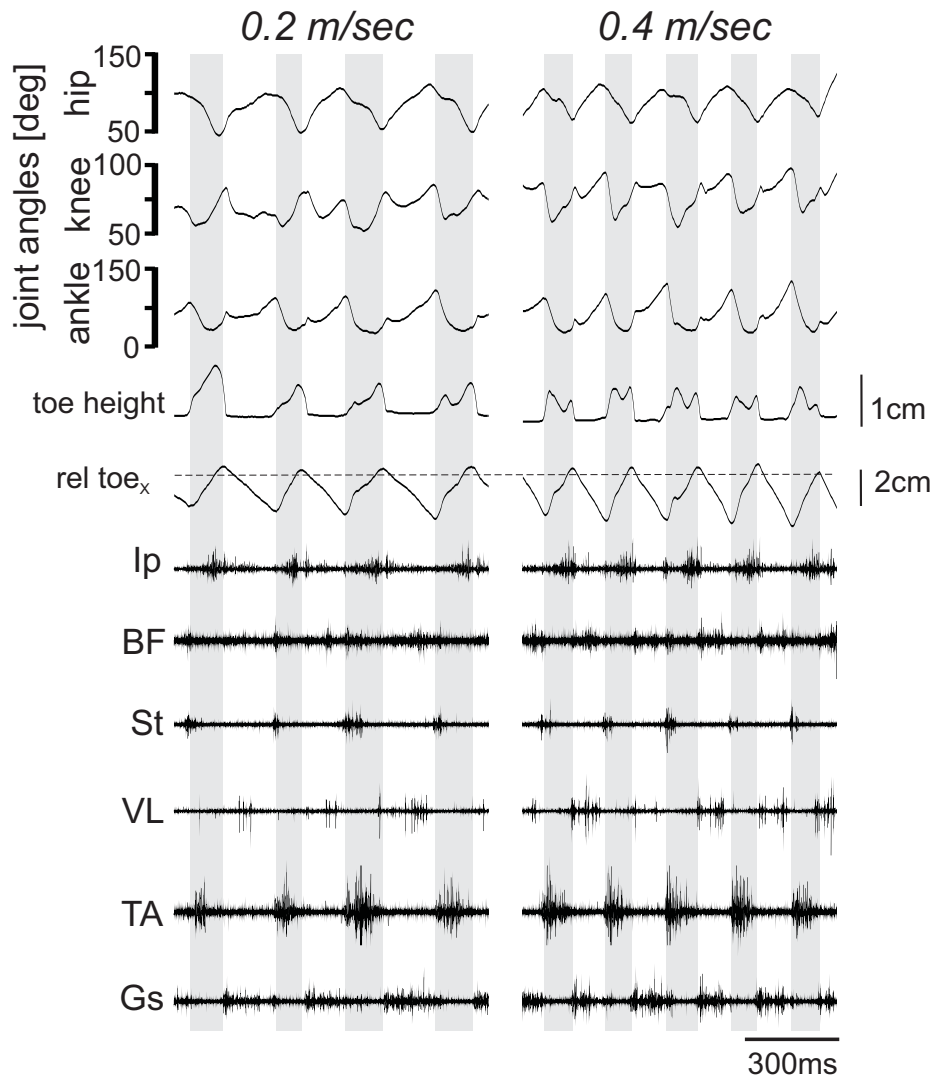 0.2 m/sec 0.4 m/sec
joint angles [deg]
hip
150
50
knee
100
50
ankle
150
0
toe height
1cm
rel toeₓ
2cm
Ip
BF
St
VL
TA
Gs
300ms